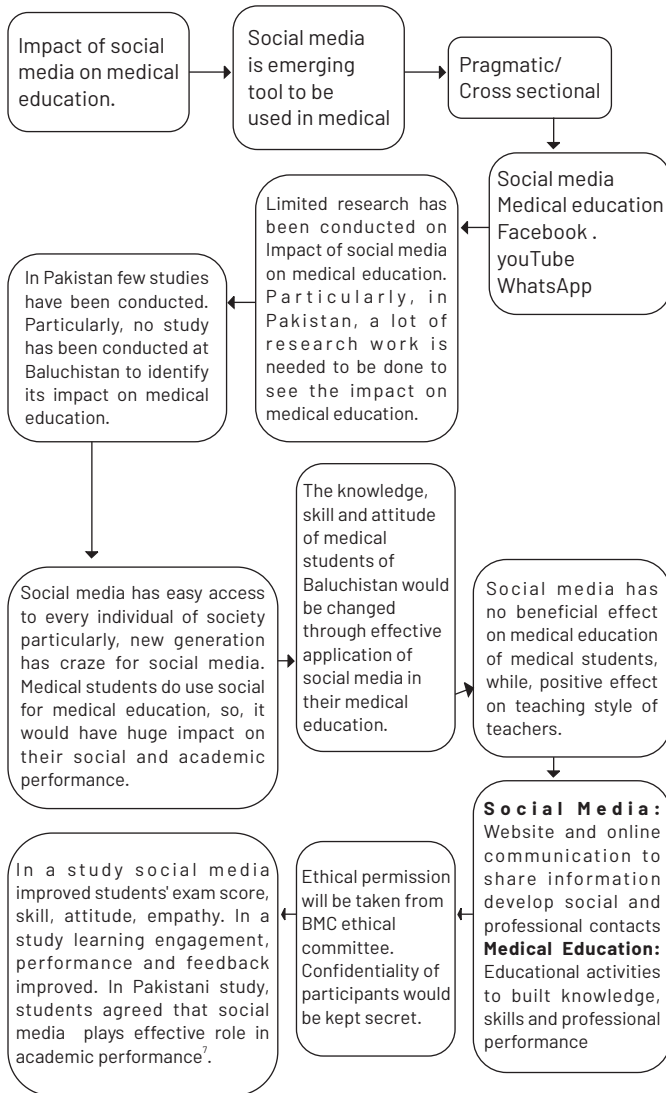 Impact of social
media on medical
education.
Social media
is emerging
tool to be
used in medical
Pragmatic/
Cross sectional
Social media
Medical education
Facebook .
youTube
WhatsApp
Limited research has
been conducted on
Impact of social media
on medical education.
Particularly, in
Pakistan, a lot of
research work is
needed to be done to
see the impact on
medical education.
In Pakistan few studies
have been conducted.
Particularly, no study
has been conducted at
Baluchistan to identify
its impact on medical
education.
Social media has easy access
to every individual of society
particularly, new generation
has craze for social media.
Medical students do use social
for medical education, so, it
would have huge impact on
their social and academic
performance.
The knowledge,
skill and attitude
of medical
students of
Baluchistan would
be changed
through effective
application of
social media in
their medical
education.
Social media has
no beneficial effect
on medical education
of medical students,
while, positive effect
on teaching style of
teachers.
Social Media:
Website and online
communication to
share information
develop social and
professional contacts
Medical Education:
Educational activities
to built knowledge,
skills and professional
performance
Ethical permission
will be taken from
BMC ethical
committee.
Confidentiality of
participants would
be kept secret.
In a study social media
improved students' exam score,
skill, attitude, empathy. In a
study learning engagement,
performance and feedback
improved. In Pakistani study,
students agreed that social
media plays effective role in
academic performance⁷.